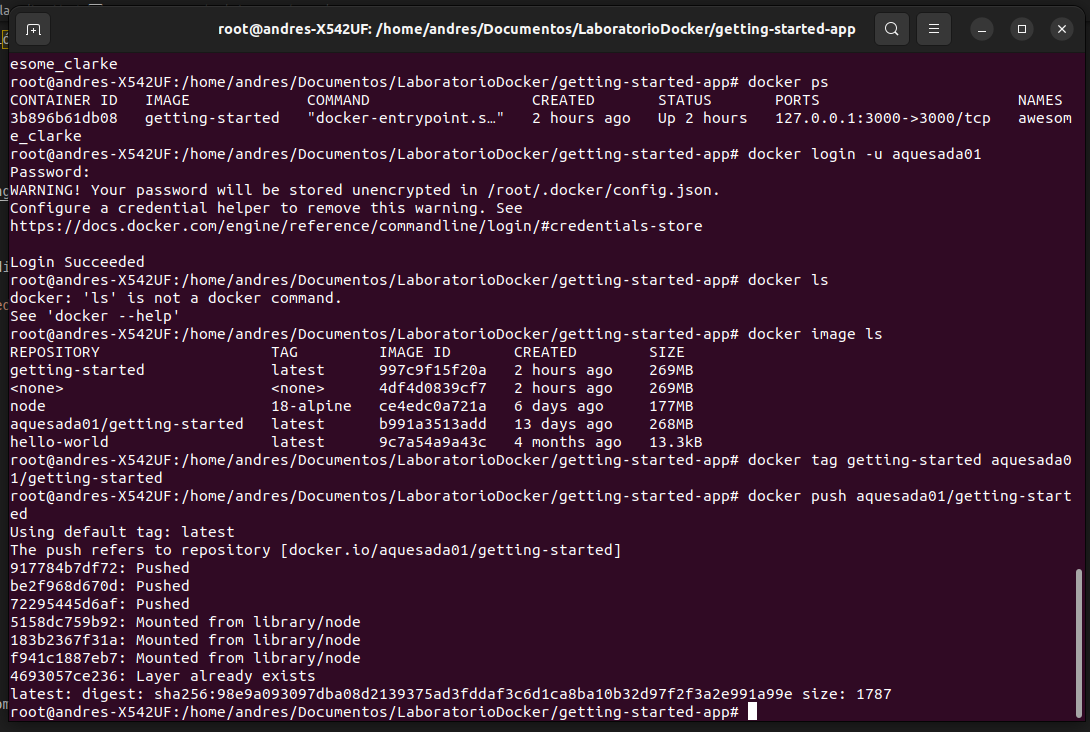 root@andres-X542UF: /home/andres/Documentos/LaboratorioDocker/getting-started-app
esome_clarke
root@andres-X542UF:/home/andres/Documentos/LaboratorioDocker/getting-started-app# docker ps
CONTAINER ID   IMAGE             COMMAND                  CREATED       STATUS       PORTS                      NAMES
3b896b61db08   getting-started   "docker-entrypoint.s…"   2 hours ago   Up 2 hours   127.0.0.1:3000->3000/tcp   awesom
e_clarke
root@andres-X542UF:/home/andres/Documentos/LaboratorioDocker/getting-started-app# docker login -u aquesada01
Password:
WARNING! Your password will be stored unencrypted in /root/.docker/config.json.
Configure a credential helper to remove this warning. See
https://docs.docker.com/engine/reference/commandline/login/#credentials-store

Login Succeeded
root@andres-X542UF:/home/andres/Documentos/LaboratorioDocker/getting-started-app# docker ls
docker: 'ls' is not a docker command.
See 'docker --help'
root@andres-X542UF:/home/andres/Documentos/LaboratorioDocker/getting-started-app# docker image ls
REPOSITORY                   TAG         IMAGE ID       CREATED        SIZE
getting-started              latest      997c9f15f20a   2 hours ago    269MB
<none>                       <none>      4df4d0839cf7   2 hours ago    269MB
node                         18-alpine   ce4edc0a721a   6 days ago     177MB
aquesada01/getting-started   latest      b991a3513add   13 days ago    268MB
hello-world                  latest      9c7a54a9a43c   4 months ago   13.3kB
root@andres-X542UF:/home/andres/Documentos/LaboratorioDocker/getting-started-app# docker tag getting-started aquesada0
1/getting-started
root@andres-X542UF:/home/andres/Documentos/LaboratorioDocker/getting-started-app# docker push aquesada01/getting-start
ed
Using default tag: latest
The push refers to repository [docker.io/aquesada01/getting-started]
917784b7df72: Pushed
be2f968d670d: Pushed
72295445d6af: Pushed
5158dc759b92: Mounted from library/node
183b2367f31a: Mounted from library/node
f941c1887eb7: Mounted from library/node
4693057ce236: Layer already exists
latest: digest: sha256:98e9a093097dba08d2139375ad3fddaf3c6d1ca8ba10b32d97f2f3a2e991a99e size: 1787
root@andres-X542UF:/home/andres/Documentos/LaboratorioDocker/getting-started-app#